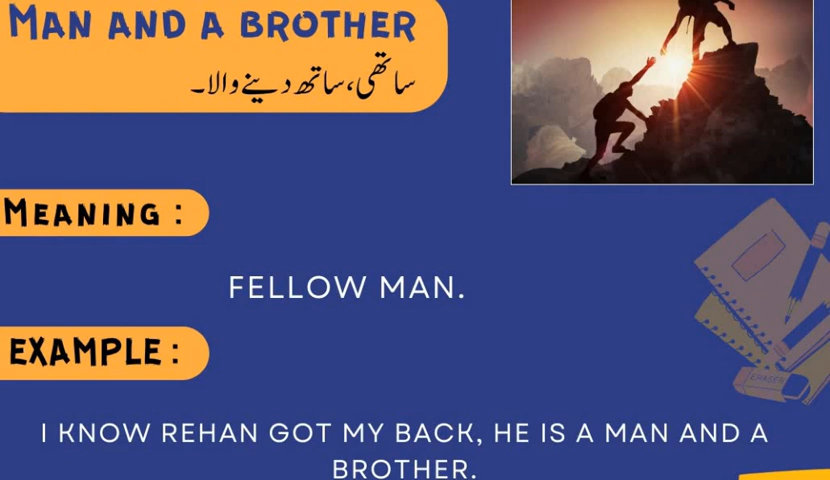 MAN AND A BROTHER
ساتھی، ساتھ دینے والا۔
MEANING :
FELLOW MAN.
EXAMPLE :
I KNOW REHAN GOT MY BACK, HE IS A MAN AND A
BROTHER.
ERASER